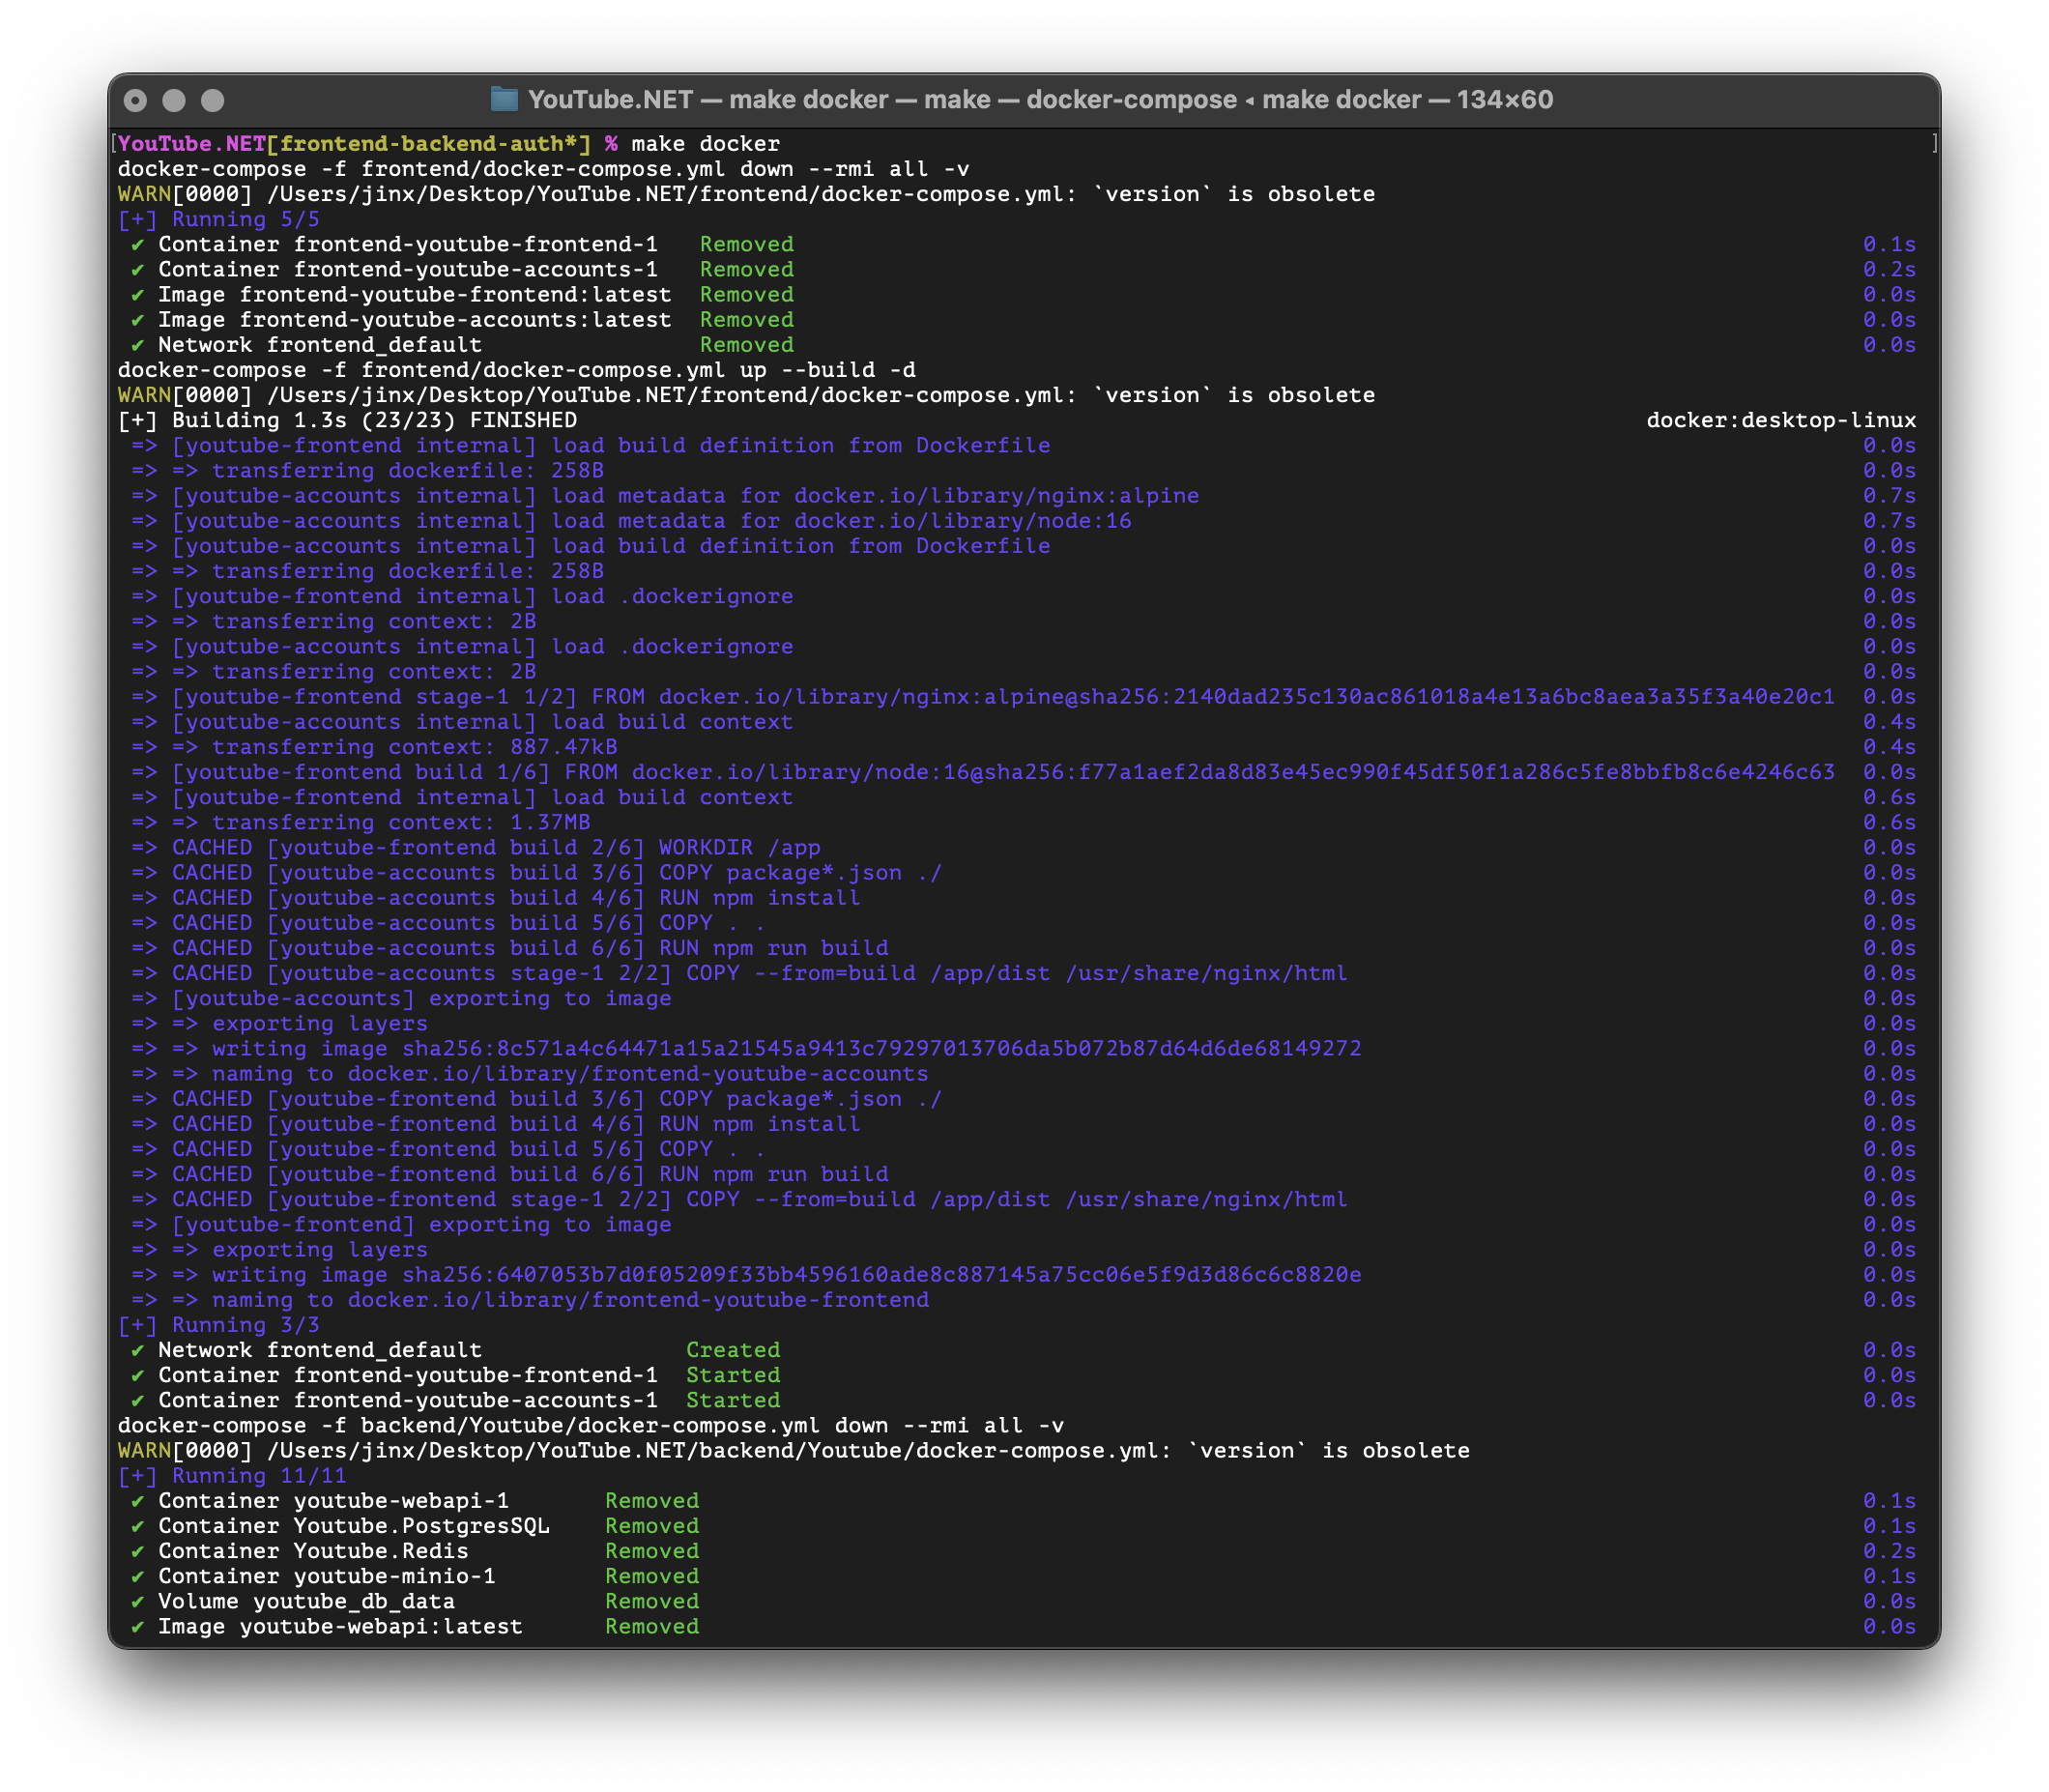 YouTube.NET — make docker — make — docker-compose ◂ make docker — 134×60
[YouTube.NET[frontend-backend-auth*] % make docker ]
docker-compose -f frontend/docker-compose.yml down --rmi all -v
WARN[0000] /Users/jinx/Desktop/YouTube.NET/frontend/docker-compose.yml: `version` is obsolete
[+] Running 5/5
✔ Container frontend-youtube-frontend-1 Removed 0.1s
✔ Container frontend-youtube-accounts-1 Removed 0.2s
✔ Image frontend-youtube-frontend:latest Removed 0.0s
✔ Image frontend-youtube-accounts:latest Removed 0.0s
✔ Network frontend_default Removed 0.0s
docker-compose -f frontend/docker-compose.yml up --build -d
WARN[0000] /Users/jinx/Desktop/YouTube.NET/frontend/docker-compose.yml: `version` is obsolete
[+] Building 1.3s (23/23) FINISHED docker:desktop-linux
=> [youtube-frontend internal] load build definition from Dockerfile 0.0s
=> => transferring dockerfile: 258B 0.0s
=> [youtube-accounts internal] load metadata for docker.io/library/nginx:alpine 0.7s
=> [youtube-accounts internal] load metadata for docker.io/library/node:16 0.7s
=> [youtube-accounts internal] load build definition from Dockerfile 0.0s
=> => transferring dockerfile: 258B 0.0s
=> [youtube-frontend internal] load .dockerignore 0.0s
=> => transferring context: 2B 0.0s
=> [youtube-accounts internal] load .dockerignore 0.0s
=> => transferring context: 2B 0.0s
=> [youtube-frontend stage-1 1/2] FROM docker.io/library/nginx:alpine@sha256:2140dad235c130ac861018a4e13a6bc8aea3a35f3a40e20c1 0.0s
=> [youtube-accounts internal] load build context 0.4s
=> => transferring context: 887.47kB 0.4s
=> [youtube-frontend build 1/6] FROM docker.io/library/node:16@sha256:f77a1aef2da8d83e45ec990f45df50f1a286c5fe8bbfb8c6e4246c63 0.0s
=> [youtube-frontend internal] load build context 0.6s
=> => transferring context: 1.37MB 0.6s
=> CACHED [youtube-frontend build 2/6] WORKDIR /app 0.0s
=> CACHED [youtube-accounts build 3/6] COPY package*.json ./ 0.0s
=> CACHED [youtube-accounts build 4/6] RUN npm install 0.0s
=> CACHED [youtube-accounts build 5/6] COPY . . 0.0s
=> CACHED [youtube-accounts build 6/6] RUN npm run build 0.0s
=> CACHED [youtube-accounts stage-1 2/2] COPY --from=build /app/dist /usr/share/nginx/html 0.0s
=> [youtube-accounts] exporting to image 0.0s
=> => exporting layers 0.0s
=> => writing image sha256:8c571a4c64471a15a21545a9413c79297013706da5b072b87d64d6de68149272 0.0s
=> => naming to docker.io/library/frontend-youtube-accounts 0.0s
=> CACHED [youtube-frontend build 3/6] COPY package*.json ./ 0.0s
=> CACHED [youtube-frontend build 4/6] RUN npm install 0.0s
=> CACHED [youtube-frontend build 5/6] COPY . . 0.0s
=> CACHED [youtube-frontend build 6/6] RUN npm run build 0.0s
=> CACHED [youtube-frontend stage-1 2/2] COPY --from=build /app/dist /usr/share/nginx/html 0.0s
=> [youtube-frontend] exporting to image 0.0s
=> => exporting layers 0.0s
=> => writing image sha256:6407053b7d0f05209f33bb4596160ade8c887145a75cc06e5f9d3d86c6c8820e 0.0s
=> => naming to docker.io/library/frontend-youtube-frontend 0.0s
[+] Running 3/3
✔ Network frontend_default Created 0.0s
✔ Container frontend-youtube-frontend-1 Started 0.0s
✔ Container frontend-youtube-accounts-1 Started 0.0s
docker-compose -f backend/Youtube/docker-compose.yml down --rmi all -v
WARN[0000] /Users/jinx/Desktop/YouTube.NET/backend/Youtube/docker-compose.yml: `version` is obsolete
[+] Running 11/11
✔ Container youtube-webapi-1 Removed 0.1s
✔ Container Youtube.PostgresSQL Removed 0.1s
✔ Container Youtube.Redis Removed 0.2s
✔ Container youtube-minio-1 Removed 0.1s
✔ Volume youtube_db_data Removed 0.0s
✔ Image youtube-webapi:latest Removed 0.0s